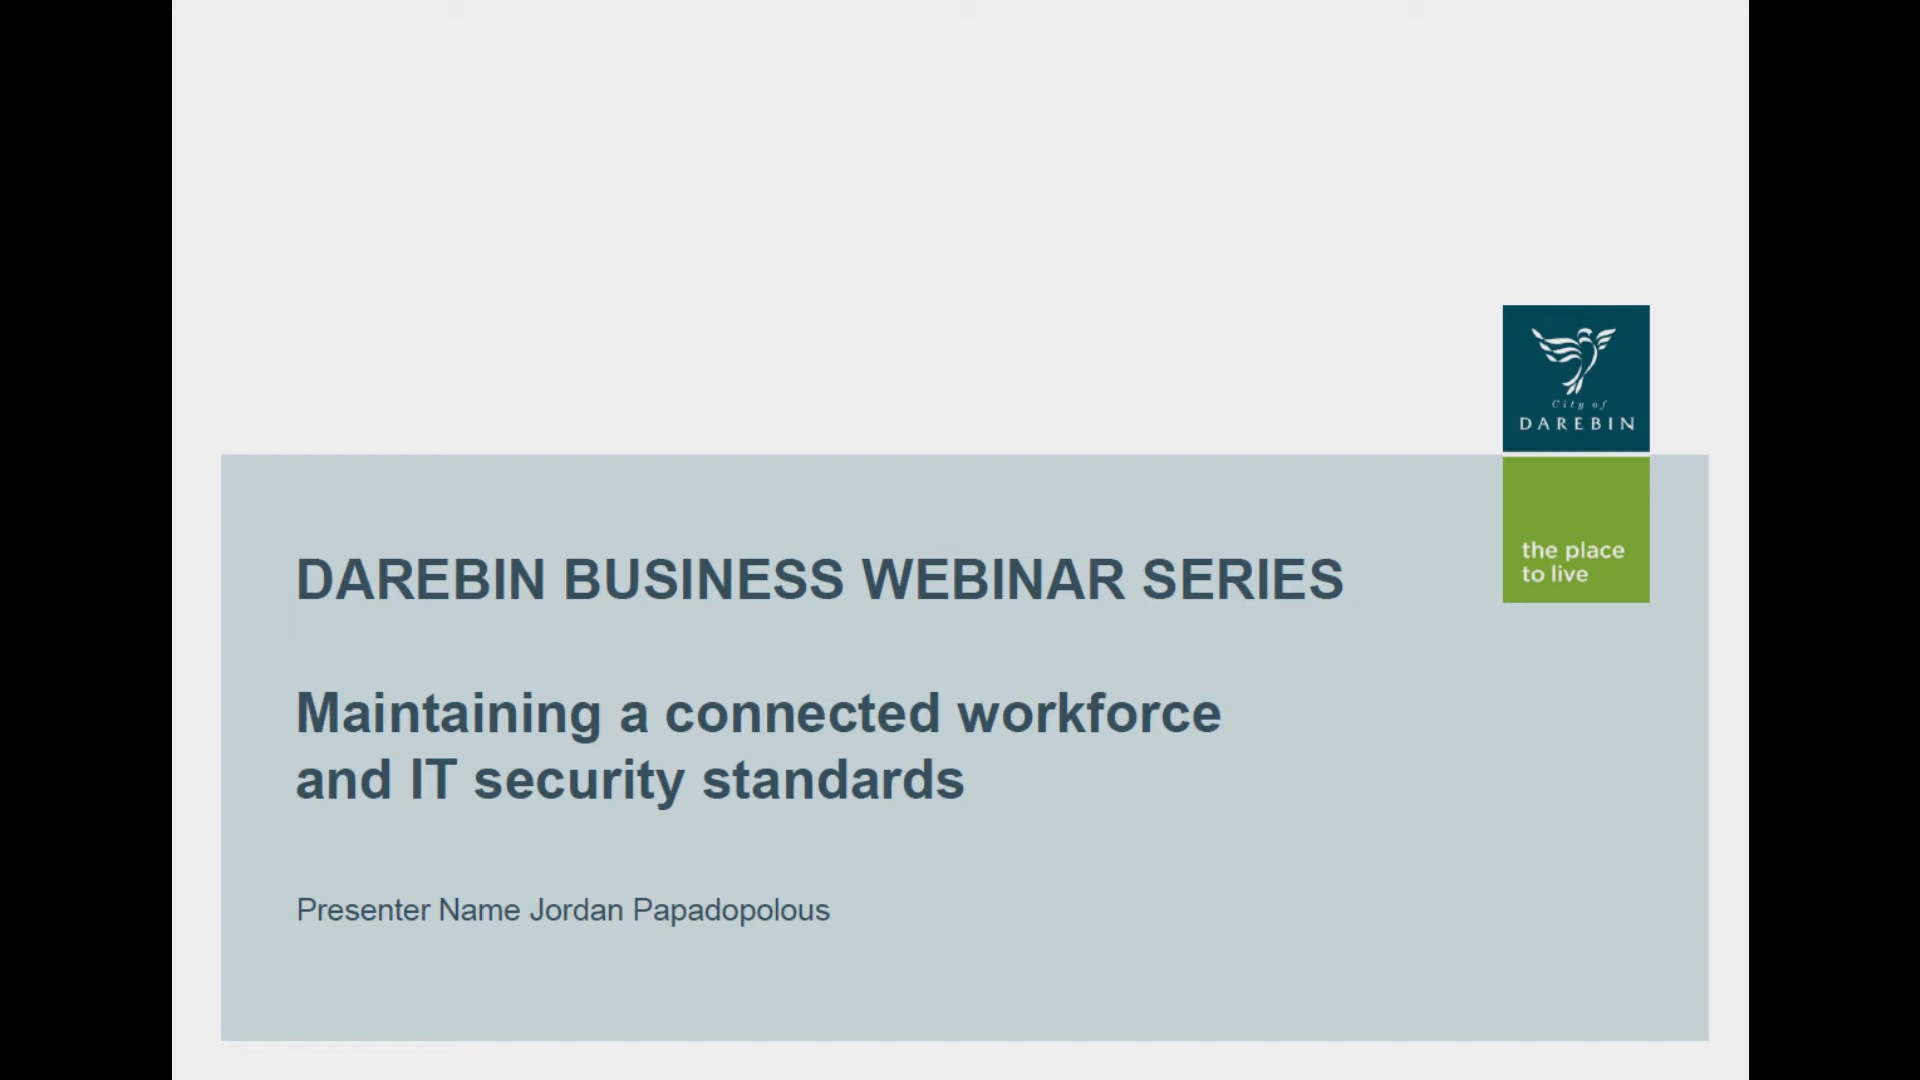 City of
DAREBIN
the place
to live
DAREBIN BUSINESS WEBINAR SERIES
Maintaining a connected workforce
and IT security standards
Presenter Name Jordan Papadopolous